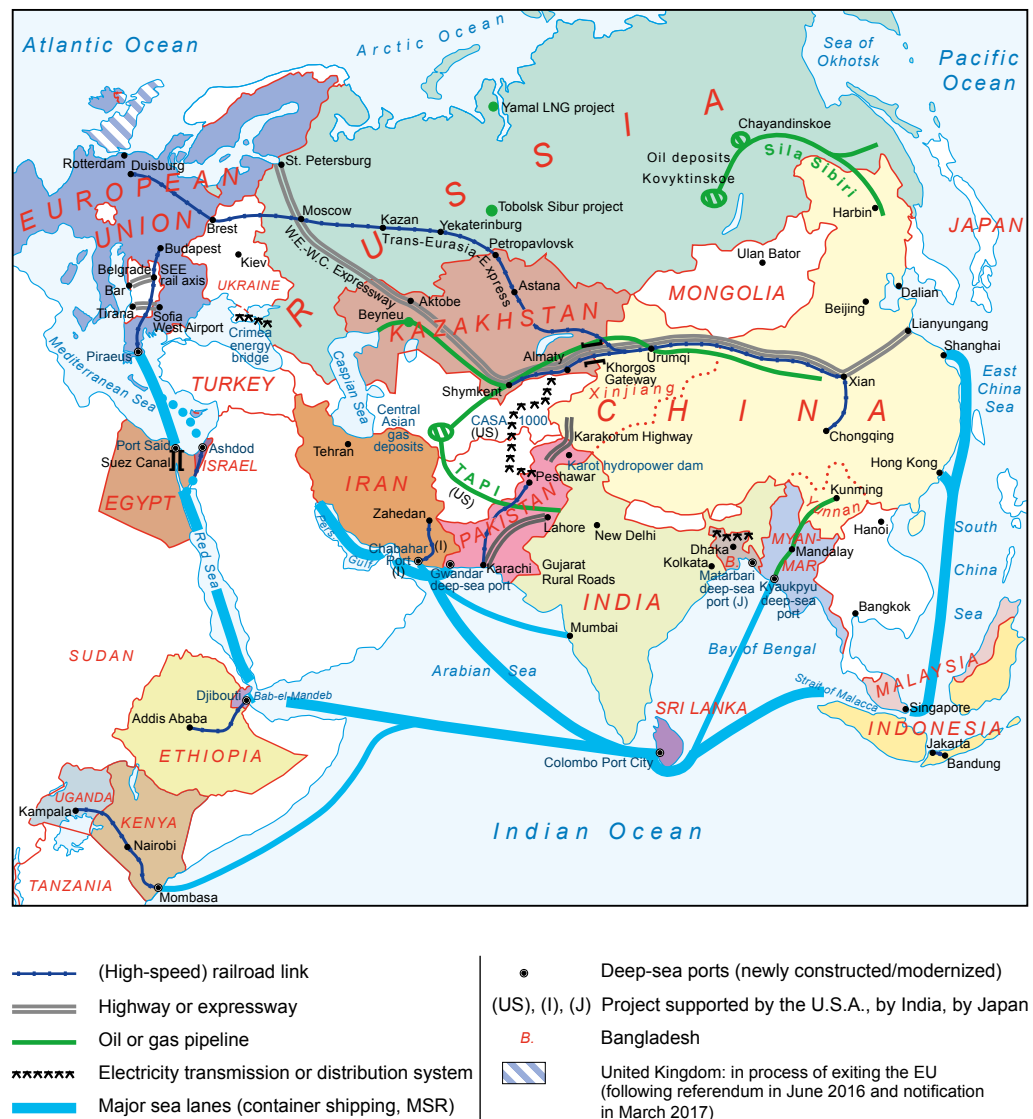 Atlantic Ocean
Arctic Ocean
Sea of
Okhotsk
Pacific
Ocean
Yamal LNG project
RUSSIA
Chayandinskoe
Oil deposits
Kovyktinskoe
Sila Sibiri
Rotterdam
Duisburg
St. Petersburg
EUROPEAN
UNION
Tobolsk Sibur project
Harbin
JAPAN
Moscow
Kazan
Yekaterinburg
Trans-Eurasia-Express
Petropavlovsk
Brest
W.E.-W.C. Expressway
Budapest
Kiev
UKRAINE
Ulan Bator
MONGOLIA
Belgrade
SEE
rail axis
Bar
Astana
Aktobe
Beyneu
KAZAKHSTAN
Beijing
Dalian
Tirana
Sofia
West Airport
Crimea
energy
bridge
Lianyungang
Piraeus
Mediterranean Sea
Caspian Sea
Almaty
Urumqi
Khorgos
Gateway
Shanghai
TURKEY
Shymkent
Xinjiang
Xian
East
China
Sea
CHINA
Central
Asian
gas
deposits
CASA 1000
(US)
Chongqing
Port Said
Ashdod
Suez Canal
ISRAEL
Tehran
Karakorum Highway
Karot hydropower dam
Hong Kong
EGYPT
IRAN
TAPI
(US)
Peshawar
Kunming
Yunnan
Zahedan
PAKISTAN
Lahore
New Delhi
Hanoi
South
China
Sea
Red Sea
Pers.
Gulf
Chabahar (I)
Port
(I)
Gwandar
deep-sea port
Karachi
Gujarat
Rural Roads
Dhaka
B.
Kolkata
MYAN-
MAR
Mandalay
Matarbari
deep-sea
port (J)
Kyaukpyu
deep-sea
port
INDIA
Bangkok
Mumbai
SUDAN
Arabian Sea
Bay of Bengal
MALAYSIA
Djibouti
Bab-el-Mandeb
Strait of Malacca
Addis Ababa
SRI LANKA
Singapore
ETHIOPIA
INDONESIA
Colombo Port City
Jakarta
Bandung
UGANDA
Kampala
KENYA
Nairobi
Indian Ocean
TANZANIA
Mombasa
(High-speed) railroad link
Highway or expressway
Oil or gas pipeline
Electricity transmission or distribution system
Major sea lanes (container shipping, MSR)
Deep-sea ports (newly constructed/modernized)
(US), (I), (J) Project supported by the U.S.A., by India, by Japan
B. Bangladesh
United Kingdom: in process of exiting the EU
(following referendum in June 2016 and notification
in March 2017)